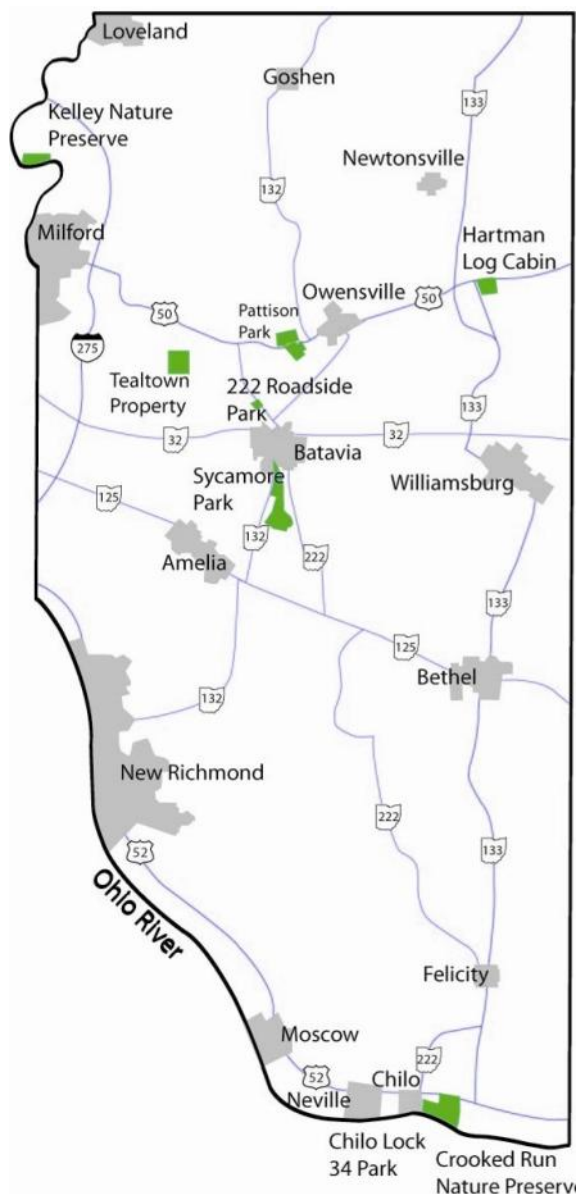 Loveland
Goshen
Kelley Nature
Preserve
133
Newtonsville
132
Milford
Hartman
Log Cabin
50
Owensville
50
Pattison
Park
275
Tealtown
Property
222 Roadside
Park
133
32
Batavia
32
Sycamore
Park
Williamsburg
125
132
222
Amelia
133
125
Bethel
132
New Richmond
222
133
52
Ohio River
Felicity
Moscow
222
52
Chilo
Neville
Chilo Lock
34 Park
Crooked Run
Nature Preserve